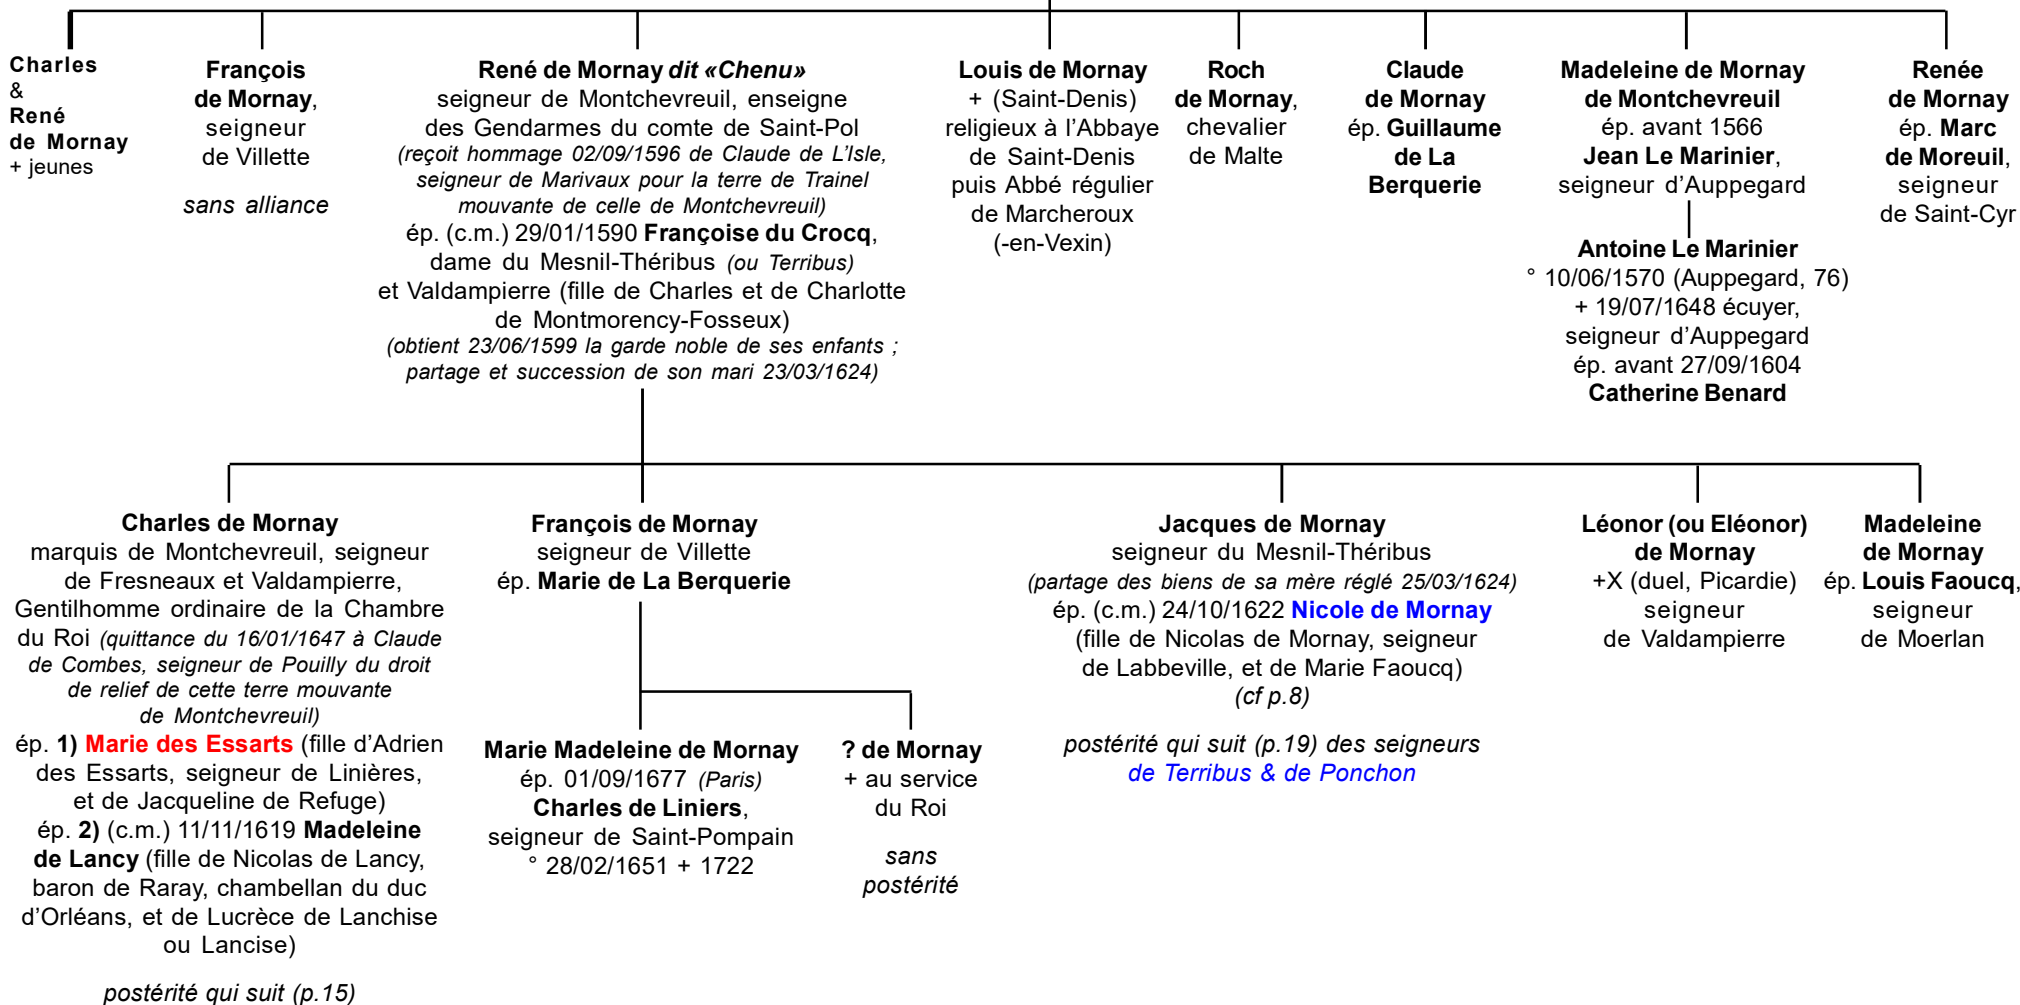 Charles
&
René
de Mornay
+ jeunes
François
de Mornay,
seigneur
de Villette
sans alliance
René de Mornay dit «Chenu»
seigneur de Montchevreuil, enseigne
des Gendarmes du comte de Saint-Pol
(reçoit hommage 02/09/1596 de Claude de L'Isle,
seigneur de Marivaux pour la terre de Trainel
mouvante de celle de Montchevreuil)
ép. (c.m.) 29/01/1590 Françoise du Crocq,
dame du Mesnil-Théribus (ou Terribus)
et Valdampierre (fille de Charles et de Charlotte
de Montmorency-Fosseux)
(obtient 23/06/1599 la garde noble de ses enfants ;
partage et succession de son mari 23/03/1624)
Louis de Mornay
+ (Saint-Denis)
religieux à l'Abbaye
de Saint-Denis
puis Abbé régulier
de Marcheroux
(-en-Vexin)
Roch
de Mornay,
chevalier
de Malte
Claude
de Mornay
ép. Guillaume
de La
Berquerie
Madeleine de Mornay
de Montchevreuil
ép. avant 1566
Jean Le Marinier,
seigneur d'Auppegard
Antoine Le Marinier
° 10/06/1570 (Auppegard, 76)
+ 19/07/1648 écuyer,
seigneur d'Auppegard
ép. avant 27/09/1604
Catherine Benard
Renée
de Mornay
ép. Marc
de Moreuil,
seigneur
de Saint-Cyr
Charles de Mornay
marquis de Montchevreuil, seigneur
de Fresneaux et Valdampierre,
Gentilhomme ordinaire de la Chambre
du Roi (quittance du 16/01/1647 à Claude
de Combes, seigneur de Pouilly du droit
de relief de cette terre mouvante
de Montchevreuil)
ép. 1) Marie des Essarts (fille d'Adrien
des Essarts, seigneur de Linières,
et de Jacqueline de Refuge)
ép. 2) (c.m.) 11/11/1619 Madeleine
de Lancy (fille de Nicolas de Lancy,
baron de Raray, chambellan du duc
d'Orléans, et de Lucrèce de Lanchise
ou Lancise)
postérité qui suit (p.15)
François de Mornay
seigneur de Villette
ép. Marie de La Berquerie
Marie Madeleine de Mornay
ép. 01/09/1677 (Paris)
Charles de Liniers,
seigneur de Saint-Pompain
° 28/02/1651 + 1722
? de Mornay
+ au service
du Roi
sans
postérité
Jacques de Mornay
seigneur du Mesnil-Théribus
(partage des biens de sa mère réglé 25/03/1624)
ép. (c.m.) 24/10/1622 Nicole de Mornay
(fille de Nicolas de Mornay, seigneur
de Labbeville, et de Marie Faoucq)
(cf p.8)
postérité qui suit (p.19) des seigneurs
de Terribus & de Ponchon
Léonor (ou Eléonor)
de Mornay
+X (duel, Picardie)
seigneur
de Valdampierre
Madeleine
de Mornay
ép. Louis Faoucq,
seigneur
de Moerlan